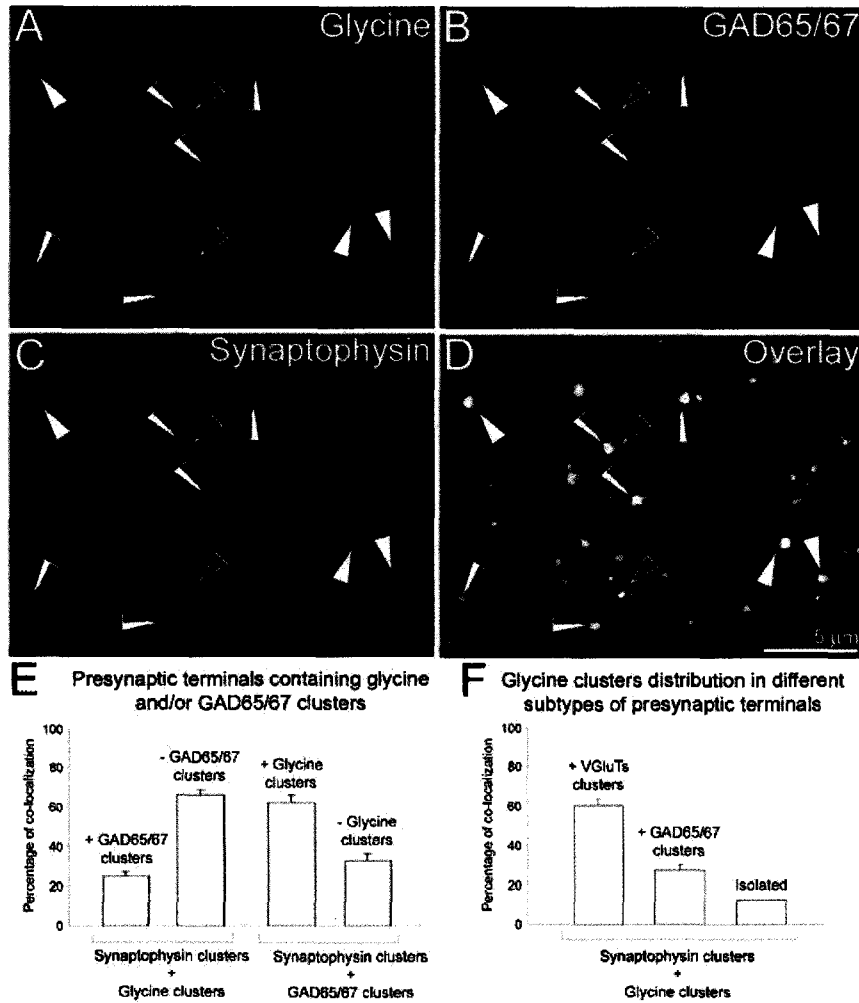 A Glycine
B GAD65/67
C Synaptophysin
D Overlay
5 µm
E Presynaptic terminals containing glycine
and/or GAD65/67 clusters
Percentage of co-localization
100
80
60
40
20
0
+ GAD65/67
clusters
- GAD65/67
clusters
+ Glycine
clusters
- Glycine
clusters
Synaptophysin clusters
+
Glycine clusters
Synaptophysin clusters
+
GAD65/67 clusters
F Glycine clusters distribution in different
subtypes of presynaptic terminals
Percentage of co-localization
100
80
60
40
20
0
+ VGluTs
clusters
+ GAD65/67
clusters
Isolated
Synaptophysin clusters
+
Glycine clusters